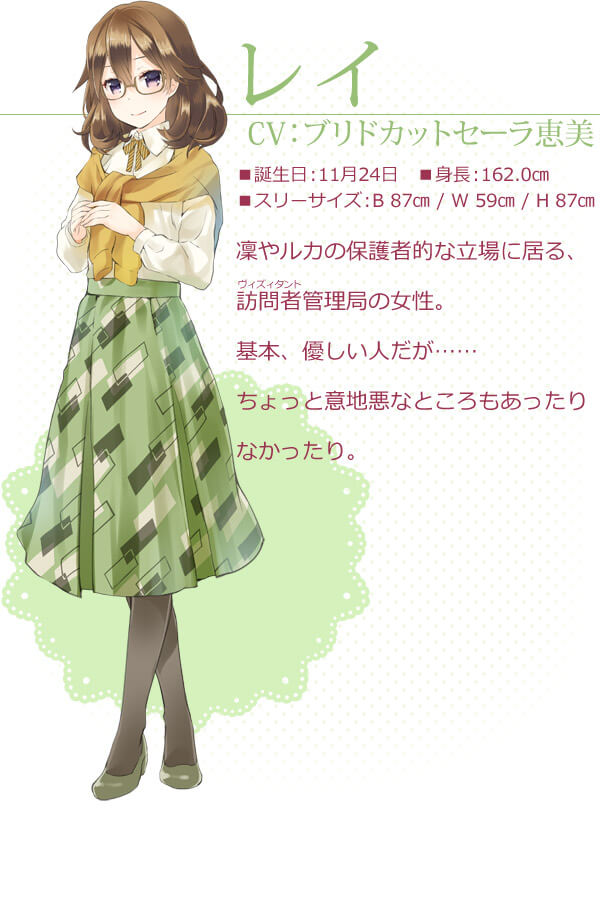 レイ
CV:ブリドカットセーラ恵美
■誕生日:11月24日　■身長:162.0㎝
■スリーサイズ:B 87㎝ / W 59㎝ / H 87㎝
凜やルカの保護者的な立場に居る、
ヴィズィタント
訪問者管理局の女性。
基本、優しい人だが……
ちょっと意地悪なところもあったり
なかったり。